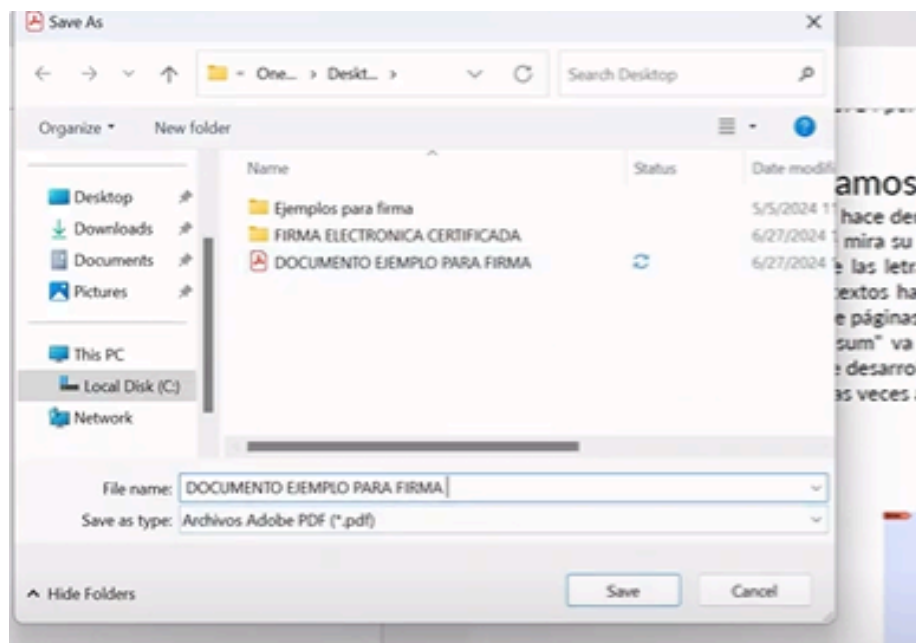 Save As
One... > Deskt... >
Search Desktop
Organize
New folder
Name
Status
Date modifi
Desktop
Downloads
Documents
Pictures
This PC
Local Disk (C:)
Network
Ejemplos para firma
5/5/2024 1
FIRMA ELECTRONICA CERTIFICADA
6/27/2024
DOCUMENTO EJEMPLO PARA FIRMA
6/27/2024
File name: DOCUMENTO EJEMPLO PARA FIRMA
Save as type: Archivos Adobe PDF (*.pdf)
Hide Folders
Save
Cancel
amos
hace de
mira su
las letr
extos ha
e páginas
sum" va
desarro
as veces